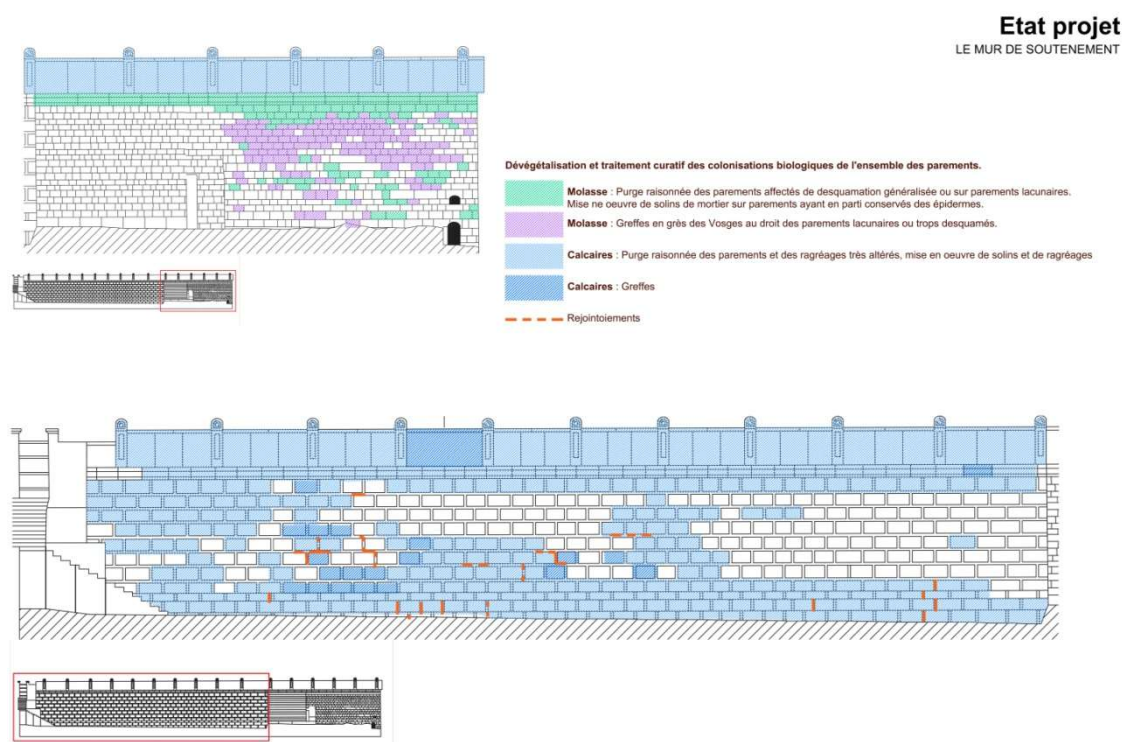 Etat projet
LE MUR DE SOUTENEMENT
Dévégétalisation et traitement curatif des colonisations biologiques de l'ensemble des parements.
Molasse : Purge raisonnée des parements affectés de desquamation généralisée ou sur parements lacunaires.
Mise ne oeuvre de solins de mortier sur parements ayant en parti conservés des épidermes.
Molasse : Greffes en grès des Vosges au droit des parements lacunaires ou trops desquamés.
Calcaires : Purge raisonnée des parements et des ragréages très altérés, mise en oeuvre de solins et de ragréages
Calcaires : Greffes
Rejointoiements